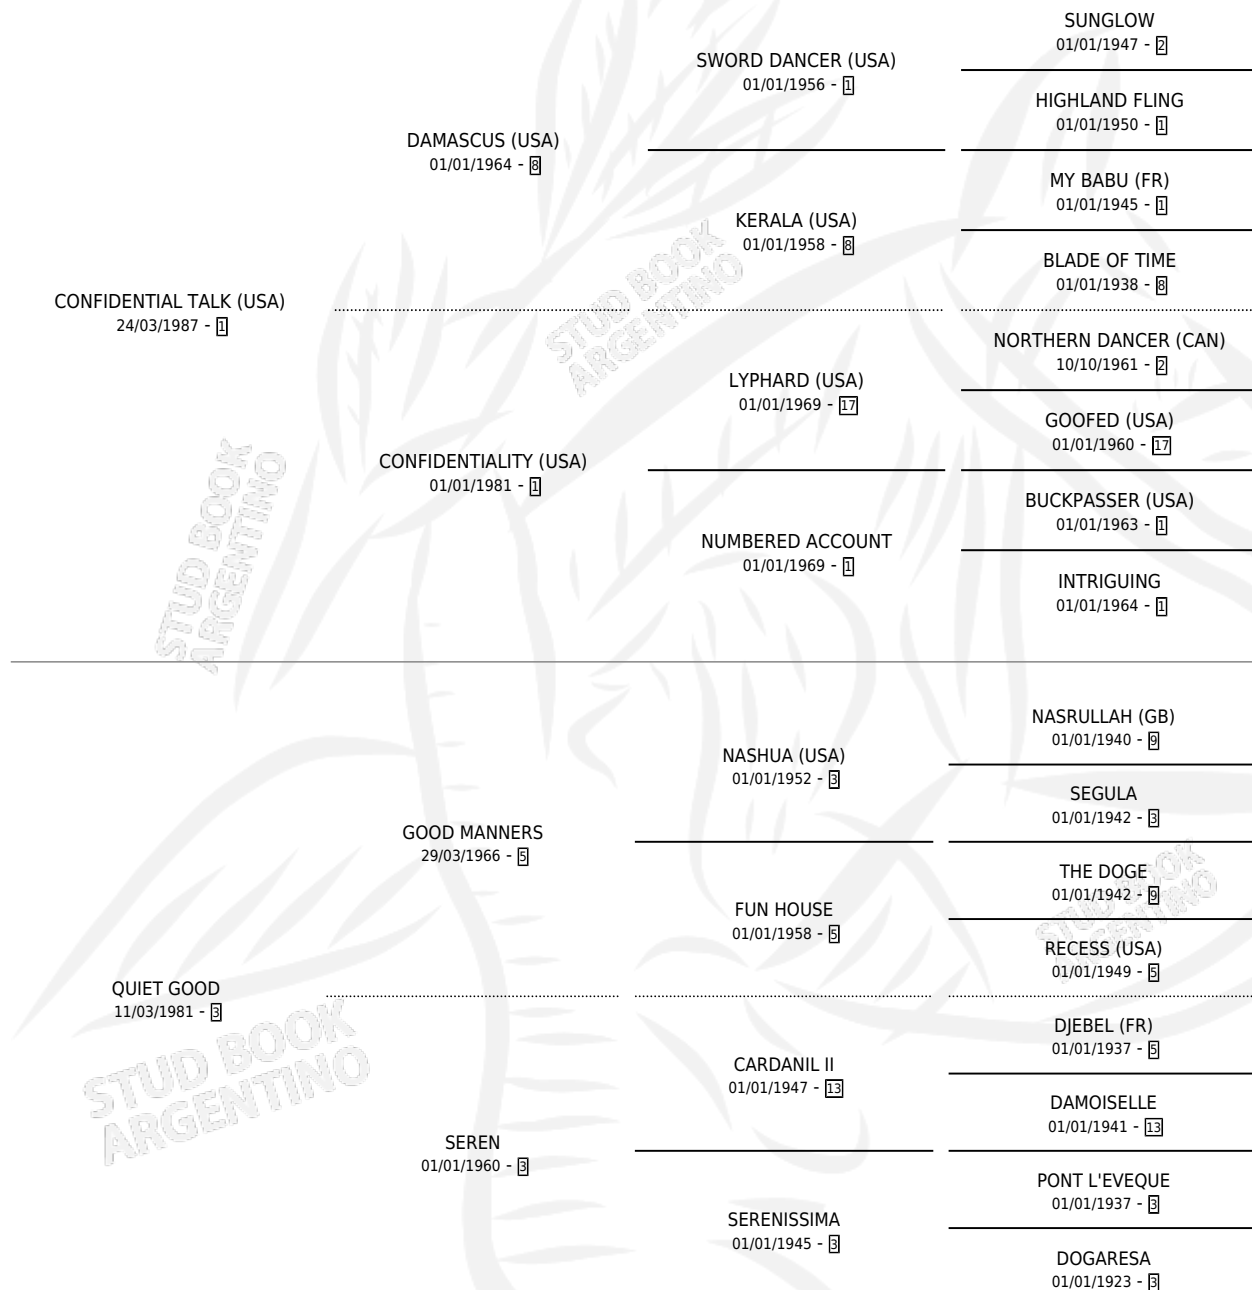 SUNGLOW
01/01/1947 - 2
SWORD DANCER (USA)
01/01/1956 - 1
HIGHLAND FLING
01/01/1950 - 1
DAMASCUS (USA)
01/01/1964 - 8
MY BABU (FR)
01/01/1945 - 1
KERALA (USA)
01/01/1958 - 8
BLADE OF TIME
01/01/1938 - 8
CONFIDENTIAL TALK (USA)
24/03/1987 - 1
NORTHERN DANCER (CAN)
10/10/1961 - 2
LYPHARD (USA)
01/01/1969 - 17
GOOFED (USA)
01/01/1960 - 17
CONFIDENTIALITY (USA)
01/01/1981 - 1
BUCKPASSER (USA)
01/01/1963 - 1
NUMBERED ACCOUNT
01/01/1969 - 1
INTRIGUING
01/01/1964 - 1
NASRULLAH (GB)
01/01/1940 - 9
NASHUA (USA)
01/01/1952 - 3
SEGULA
01/01/1942 - 3
GOOD MANNERS
29/03/1966 - 5
THE DOGE
01/01/1942 - 9
FUN HOUSE
01/01/1958 - 5
RECESS (USA)
01/01/1949 - 5
QUIET GOOD
11/03/1981 - 3
DJEBEL (FR)
01/01/1937 - 5
CARDANIL II
01/01/1947 - 13
DAMOISELLE
01/01/1941 - 13
SEREN
01/01/1960 - 3
PONT L'EVEQUE
01/01/1937 - 3
SERENISSIMA
01/01/1945 - 3
DOGARESA
01/01/1923 - 3
STUD BOOK
ARGENTINO
STUD BOOK
ARGENTINO
STUD BOOK
ARGENTINO
STUD BOOK
ARGENTINO